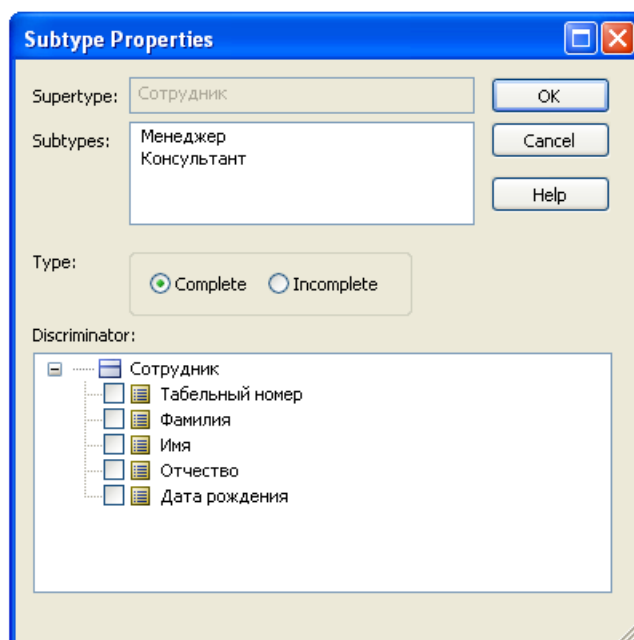 Subtype Properties
Supertype: Сотрудник OK
Subtypes: Менеджер Cancel
Консультант
Help
Type:
Complete Incomplete
Discriminator:
Сотрудник
Табельный номер
Фамилия
Имя
Отчество
Дата рождения